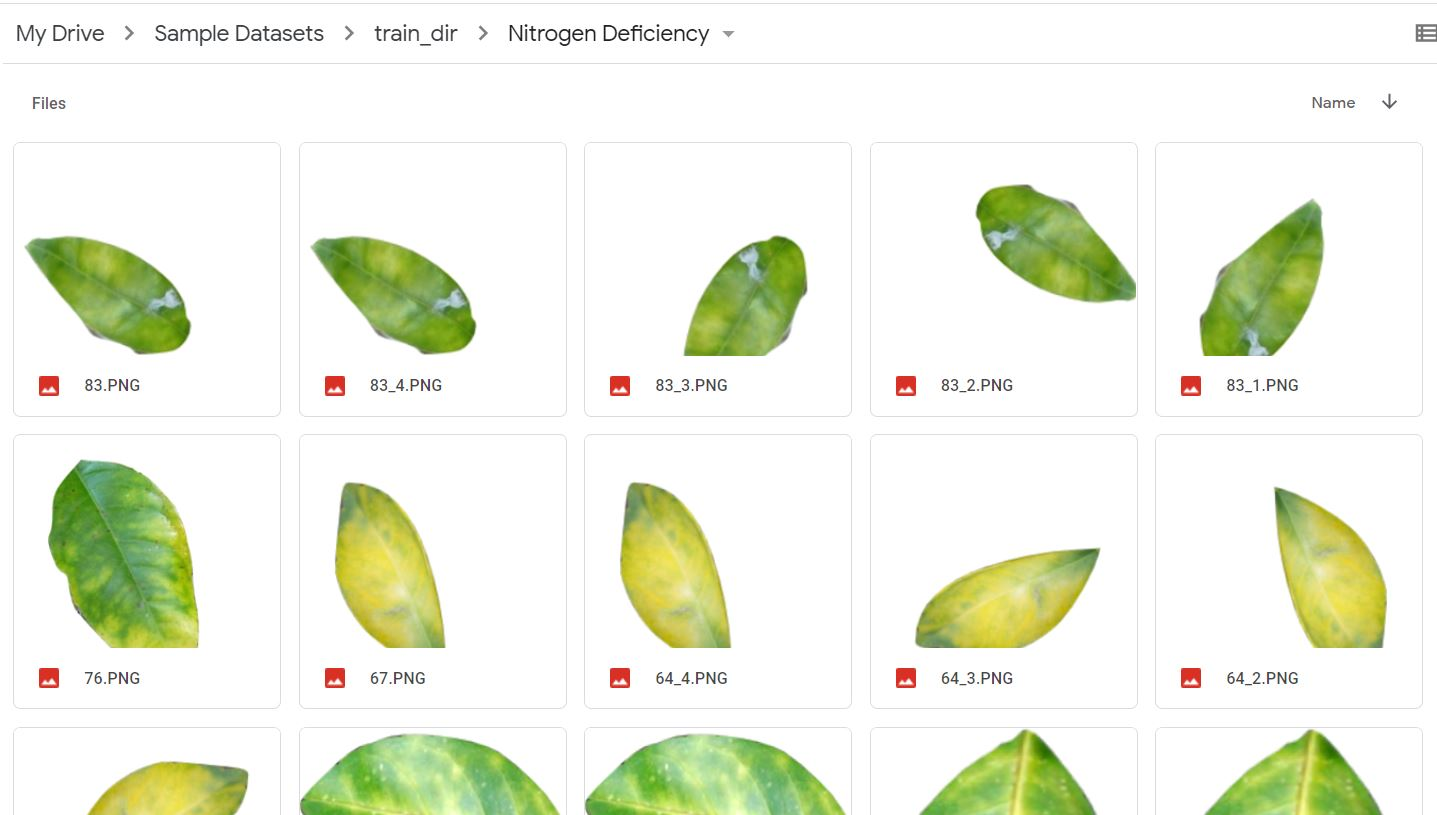 My Drive > Sample Datasets > train_dir > Nitrogen Deficiency
Files
Name
83.PNG
83_4.PNG
83_3.PNG
83_2.PNG
83_1.PNG
76.PNG
67.PNG
64_4.PNG
64_3.PNG
64_2.PNG